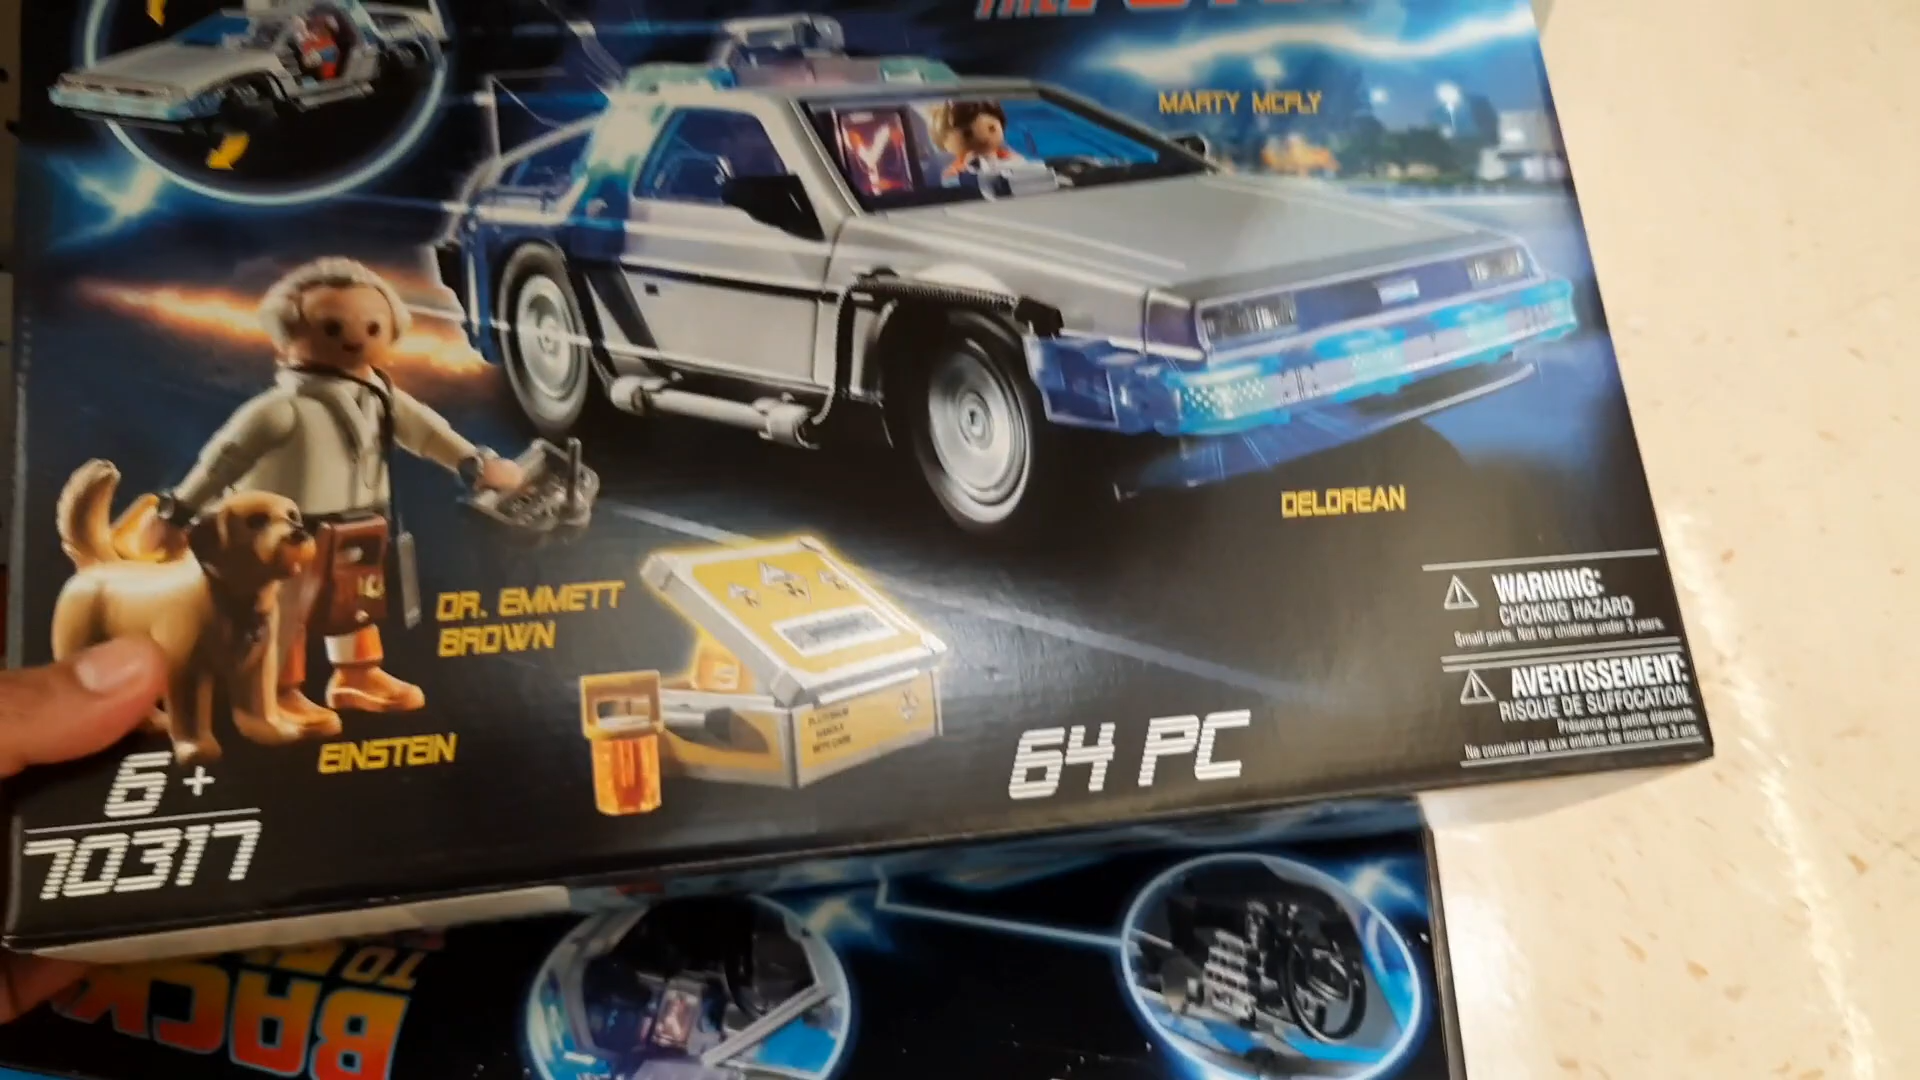 MARTY MCFLY
DELOREAN
DR. EMMETT
BROWN
EINSTEIN
6+
70317
64 PC
WARNING:
CHOKING HAZARD
Small parts. Not for children under 3 years.
AVERTISSEMENT:
RISQUE DE SUFFOCATION.
Présence de petits éléments.
Ne convient pas aux enfants de moins de 3 ans.
BACK
TO